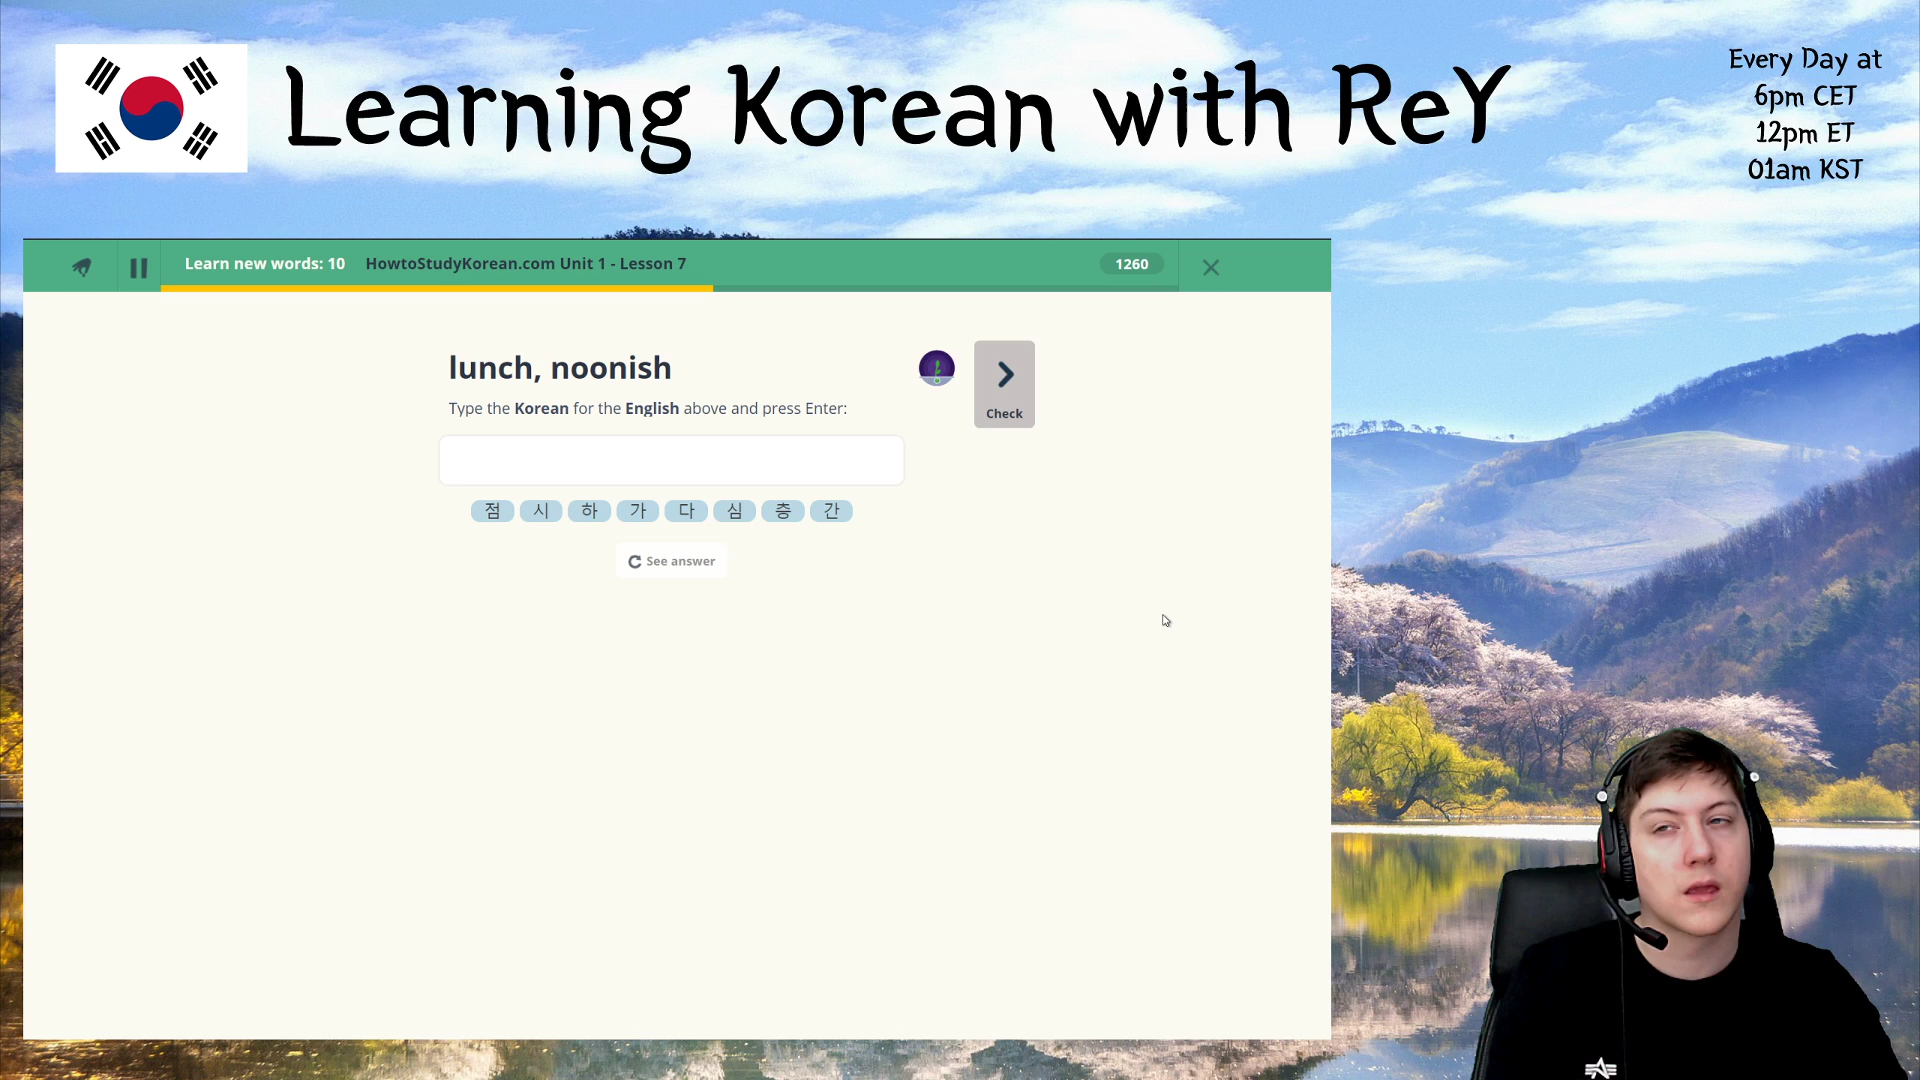 Learning Korean with ReY
Every Day at
6pm CET
12pm ET
01am KST
Learn new words: 10 HowtoStudyKorean.com Unit 1 - Lesson 7
1260
lunch, noonish
Type the Korean for the English above and press Enter:
Check
점 시 하 가 다 심 층 간
See answer